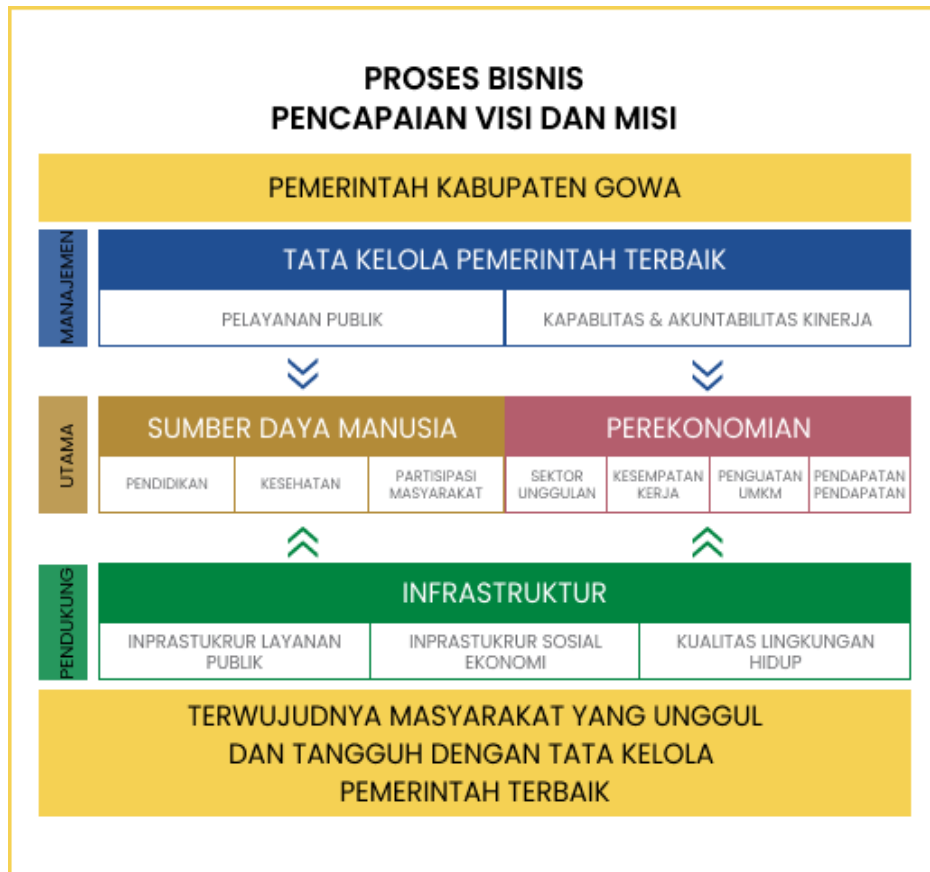 PROSES BISNIS
PENCAPAIAN VISI DAN MISI
PEMERINTAH KABUPATEN GOWA
MANAJEMEN
TATA KELOLA PEMERINTAH TERBAIK
PELAYANAN PUBLIK
KAPABLITAS & AKUNTABILITAS KINERJA
UTAMA
SUMBER DAYA MANUSIA
PENDIDIKAN
KESEHATAN
PARTISIPASI
MASYARAKAT
PEREKONOMIAN
SEKTOR
UNGGULAN
KESEMPATAN
KERJA
PENGUATAN
UMKM
PENDAPATAN
PENDAPATAN
PENDUKUNG
INFRASTRUKTUR
INPRASTUKRUR LAYANAN
PUBLIK
INPRASTUKRUR SOSIAL
EKONOMI
KUALITAS LINGKUNGAN
HIDUP
TERWUJUDNYA MASYARAKAT YANG UNGGUL
DAN TANGGUH DENGAN TATA KELOLA
PEMERINTAH TERBAIK